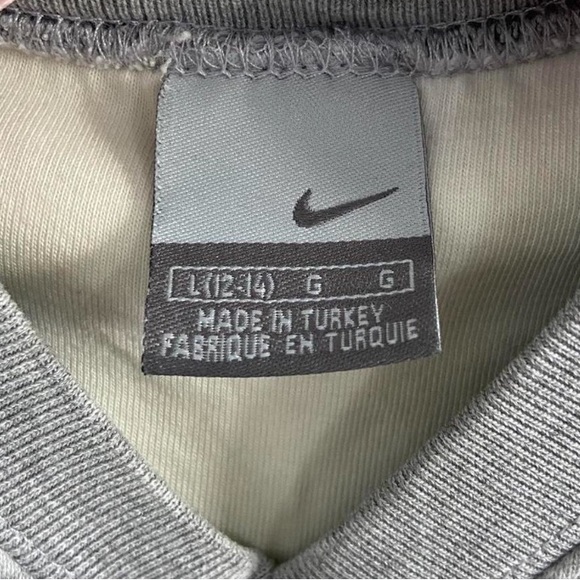 L (12-14) G G
MADE IN TURKEY
FABRIQUE EN TURQUIE